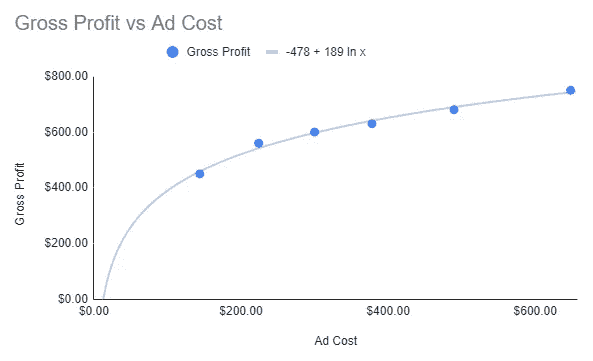 Gross Profit vs Ad Cost
Gross Profit -478 + 189 ln x
$800.00
$600.00
$400.00
$200.00
$0.00
Gross Profit
$0.00 $200.00 $400.00 $600.00
Ad Cost